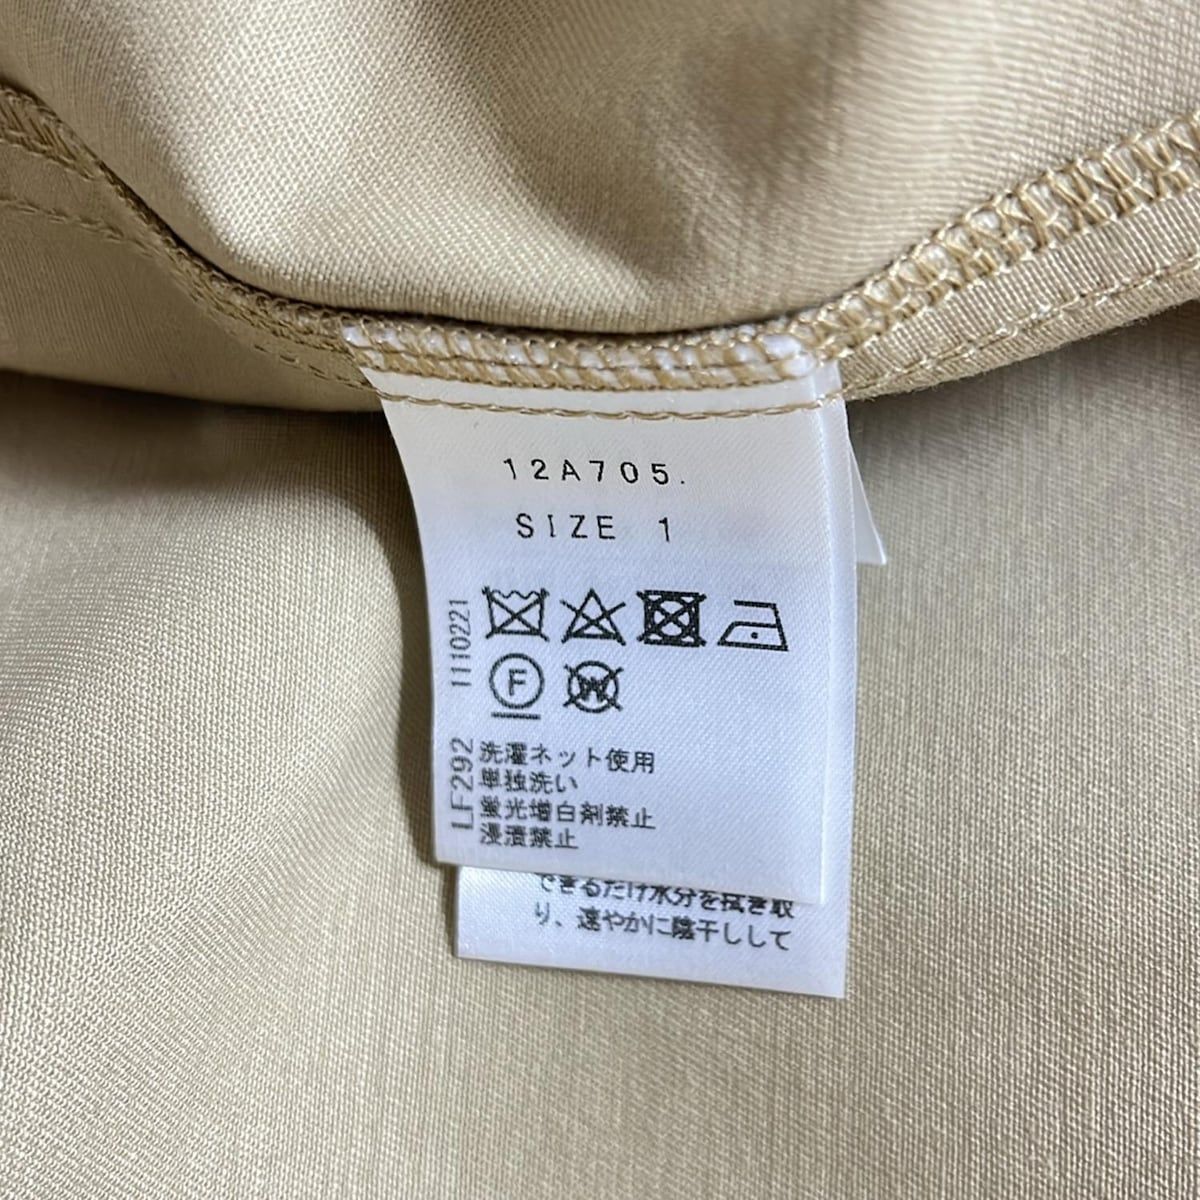 12A705.
SIZE 1
1110221
F
W
LF292
洗濯ネット使用
単独洗い
蛍光増白剤禁止
浸漬禁止
できるだけ水分を拭き取
り、速やかに陰干しして